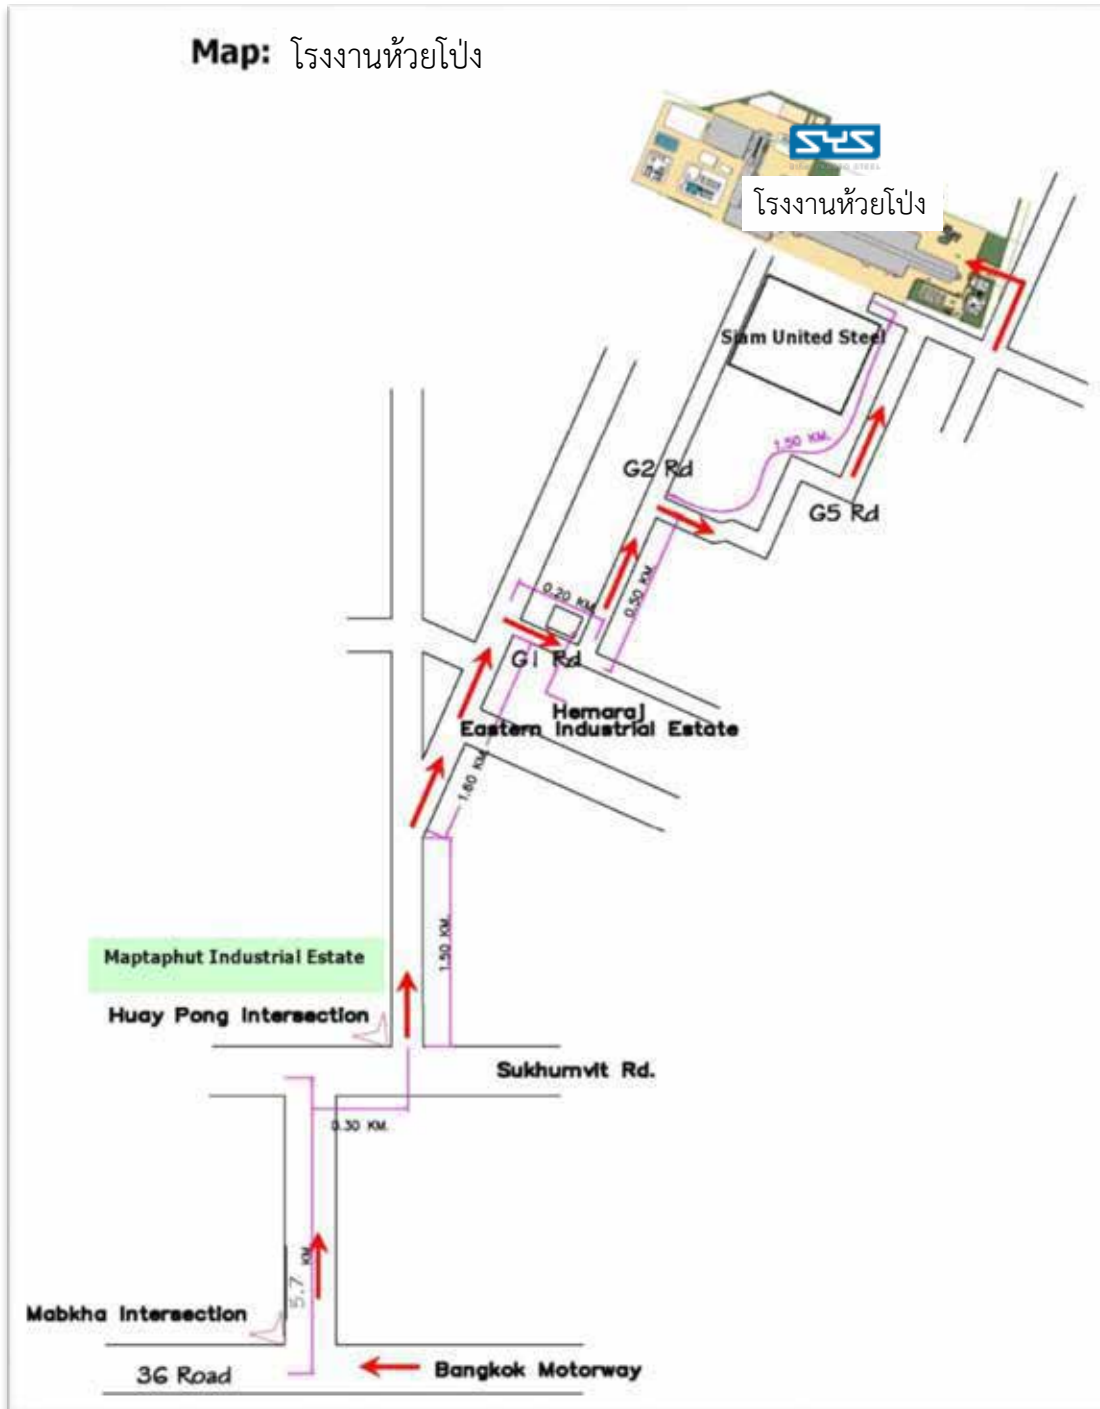 Map: โรงงานห้วยโป่ง
SYS
โรงงานห้วยโป่ง
Siam United Steel
1.50 KM.
G2 Rd
G5 Rd
0.20 KM.
0.50 KM.
G1 Rd
Hemaraj
Eastern Industrial Estate
1.60 KM.
1.50 KM.
Maptaphut Industrial Estate
Huay Pong Intersection
Sukhumvit Rd.
0.30 KM.
5.7 KM
Mabkha Intersection
36 Road
Bangkok Motorway